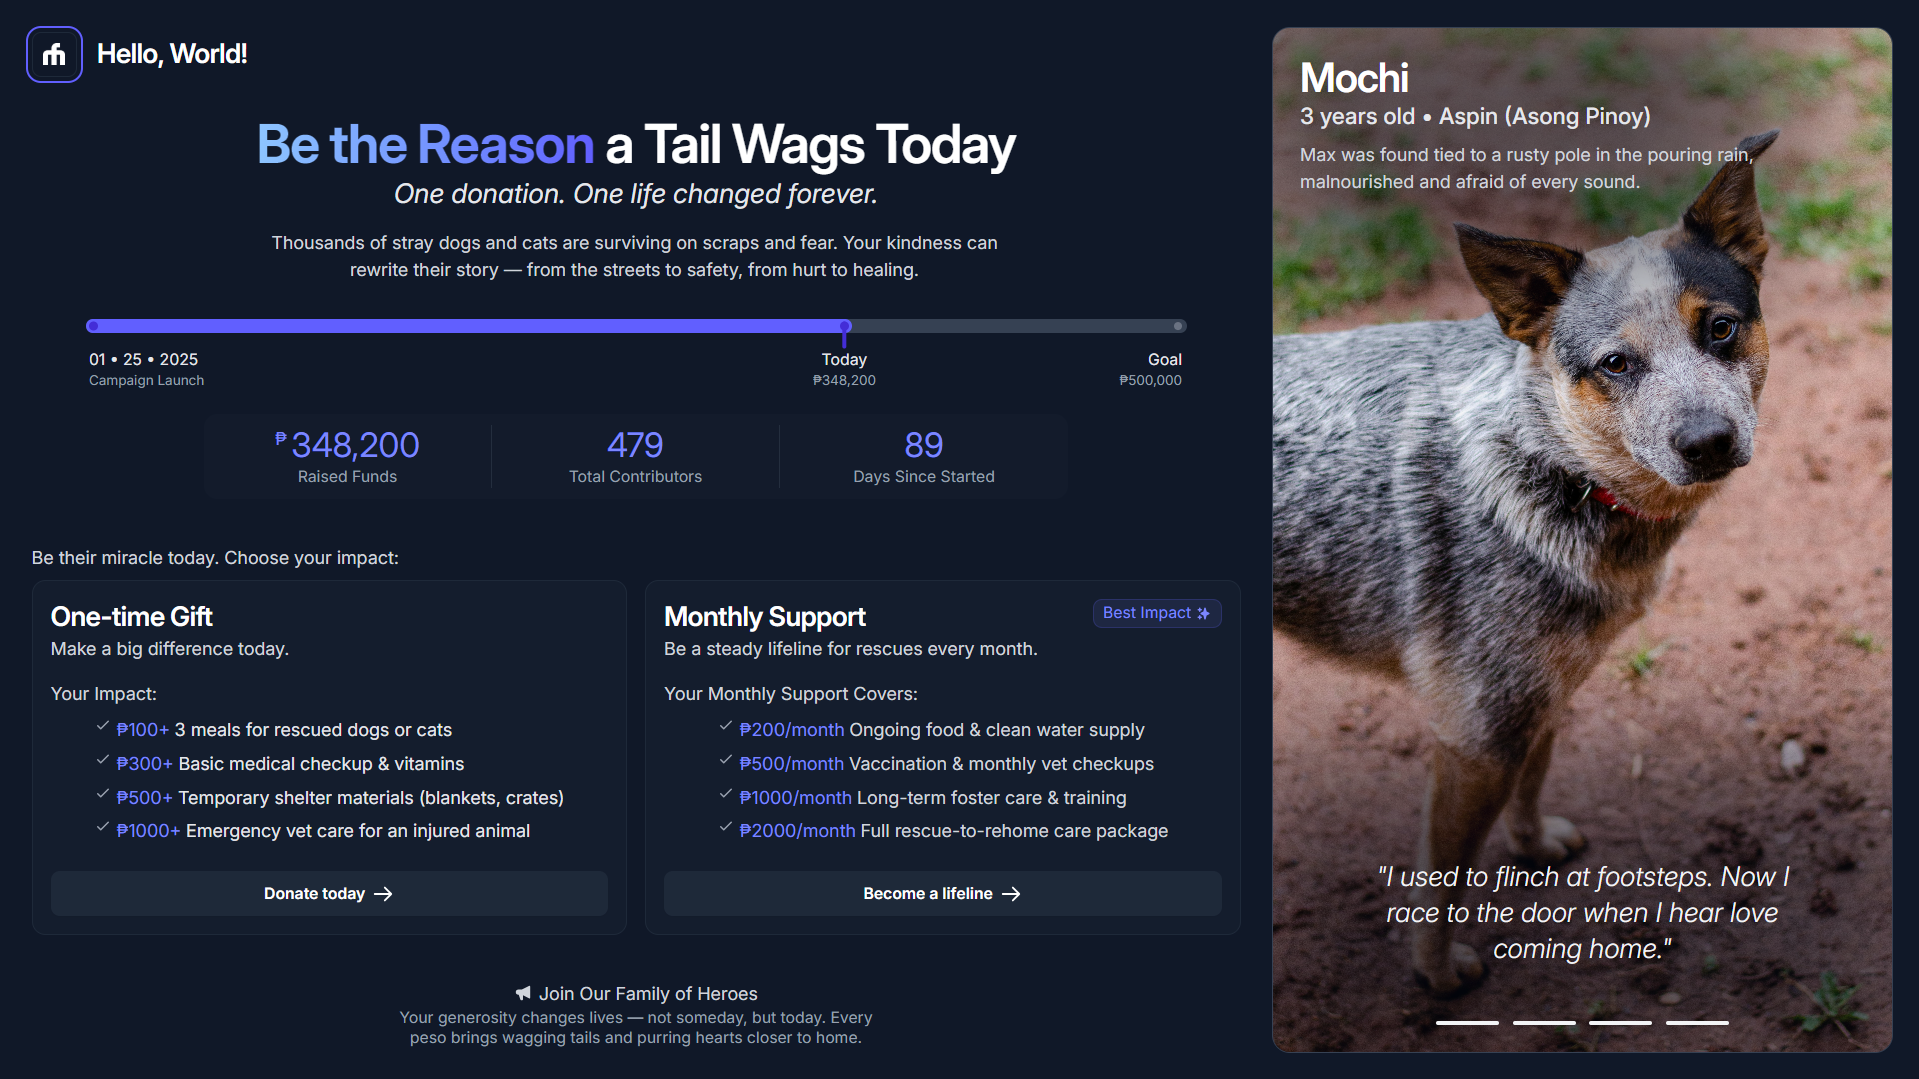 Hello, World!
Be the Reason a Tail Wags Today
One donation. One life changed forever.
Thousands of stray dogs and cats are surviving on scraps and fear. Your kindness can
rewrite their story — from the streets to safety, from hurt to healing.
01 • 25 • 2025
Campaign Launch
Today
₱348,200
Goal
₱500,000
₱348,200
Raised Funds
479
Total Contributors
89
Days Since Started
Be their miracle today. Choose your impact:
One-time Gift
Make a big difference today.
Your Impact:
₱100+ 3 meals for rescued dogs or cats
₱300+ Basic medical checkup & vitamins
₱500+ Temporary shelter materials (blankets, crates)
₱1000+ Emergency vet care for an injured animal
Donate today →
Monthly Support
Best Impact
Be a steady lifeline for rescues every month.
Your Monthly Support Covers:
₱200/month Ongoing food & clean water supply
₱500/month Vaccination & monthly vet checkups
₱1000/month Long-term foster care & training
₱2000/month Full rescue-to-rehome care package
Become a lifeline →
Join Our Family of Heroes
Your generosity changes lives — not someday, but today. Every
peso brings wagging tails and purring hearts closer to home.
Mochi
3 years old • Aspin (Asong Pinoy)
Max was found tied to a rusty pole in the pouring rain,
malnourished and afraid of every sound.
"I used to flinch at footsteps. Now I
race to the door when I hear love
coming home."